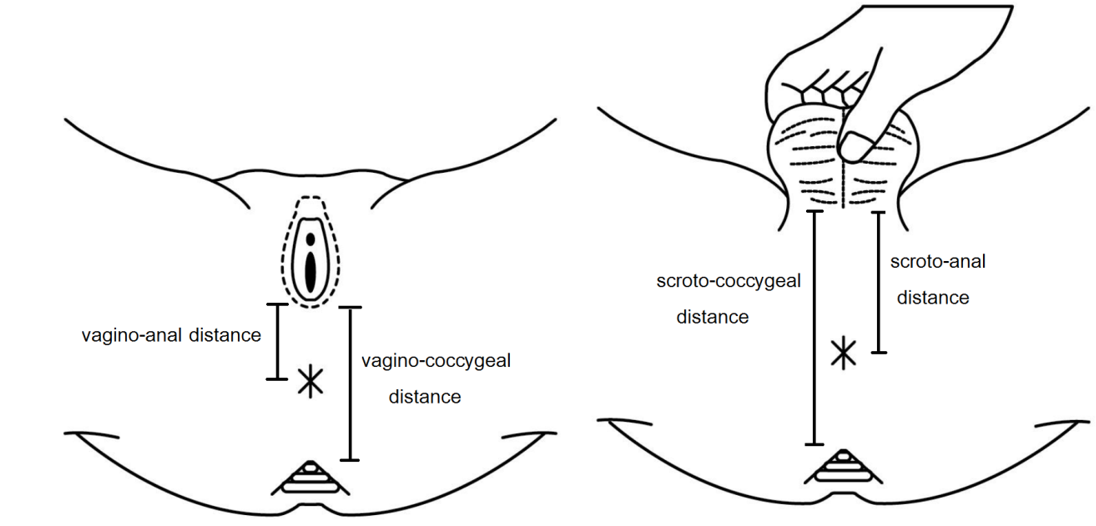 vagino-anal distance
vagino-coccygeal
distance
scroto-coccygeal
distance
scroto-anal
distance